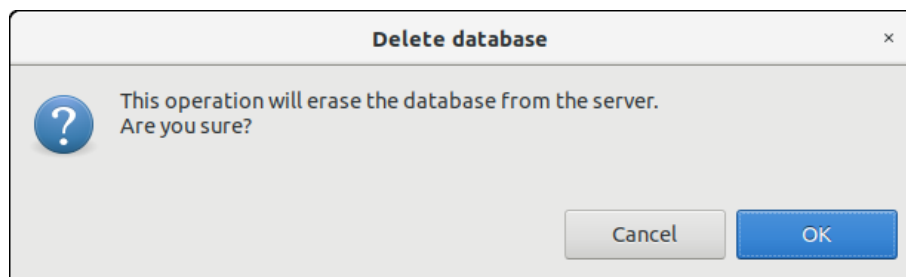 Delete database
This operation will erase the database from the server.
Are you sure?
Cancel
OK